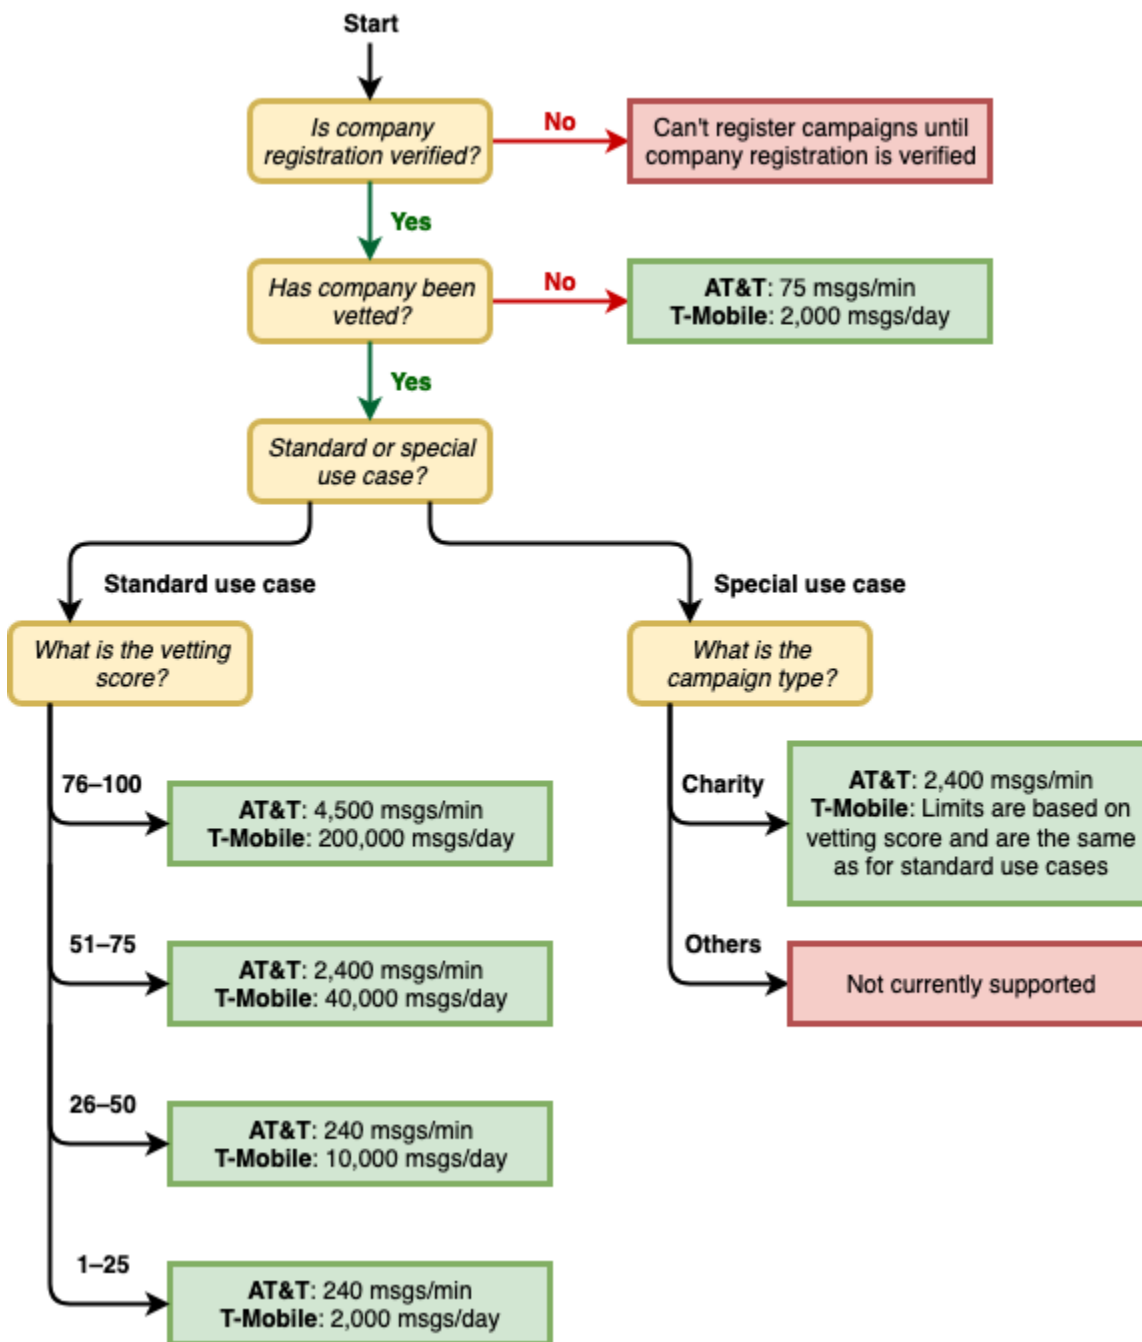 Start
Is company
registration verified?
No
Can't register campaigns until
company registration is verified
Yes
Has company been
vetted?
No
AT&T: 75 msgs/min
T-Mobile: 2,000 msgs/day
Yes
Standard or special
use case?
Standard use case
Special use case
What is the vetting
score?
What is the
campaign type?
76–100
AT&T: 4,500 msgs/min
T-Mobile: 200,000 msgs/day
51–75
AT&T: 2,400 msgs/min
T-Mobile: 40,000 msgs/day
26–50
AT&T: 240 msgs/min
T-Mobile: 10,000 msgs/day
1–25
AT&T: 240 msgs/min
T-Mobile: 2,000 msgs/day
Charity
AT&T: 2,400 msgs/min
T-Mobile: Limits are based on
vetting score and are the same
as for standard use cases
Others
Not currently supported